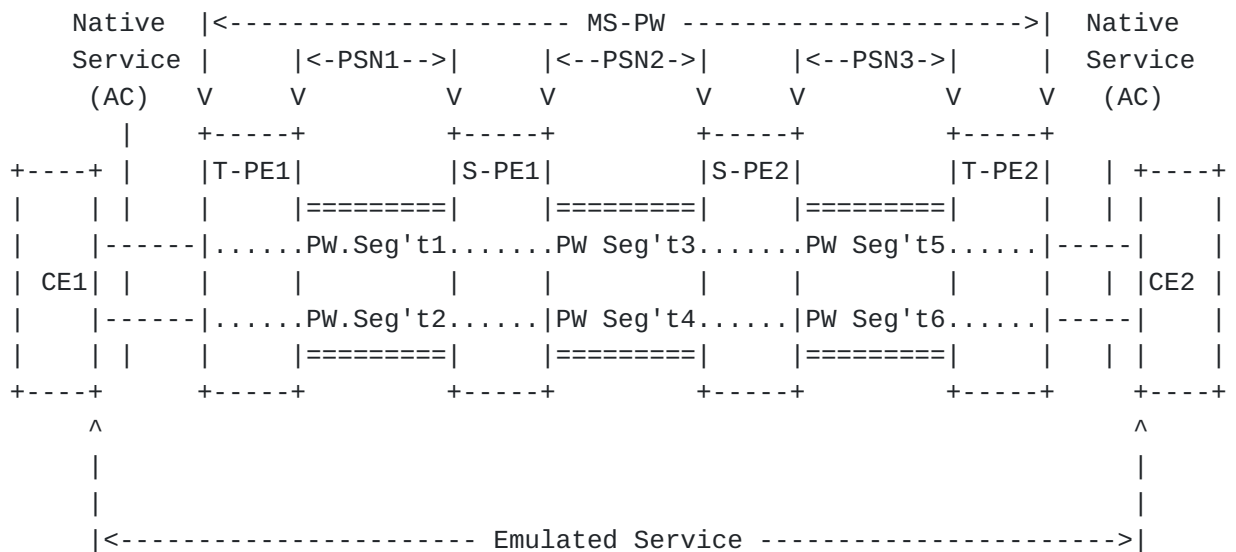 Native |<---------------------- MS-PW ---------------------->| Native
Service | |<-PSN1-->| |<--PSN2->| |<--PSN3->| | Service
(AC) V V V V V V V V (AC)
| +-----+ +-----+ +-----+ +-----+
+----+ | |T-PE1| |S-PE1| |S-PE2| |T-PE2| | +----+
| | | | |=========| |=========| |=========| | | | |
| |------|......PW.Seg't1.......PW Seg't3.......PW Seg't5......|-----| |
| CE1| | | | | | | | | | | |CE2 |
| |------|......PW.Seg't2......|PW Seg't4......|PW Seg't6......|-----| |
| | | | |=========| |=========| |=========| | | | |
+----+ +-----+ +-----+ +-----+ +-----+ +----+
^ ^
| |
| |
|<------------------------ Emulated Service ----------------------->|